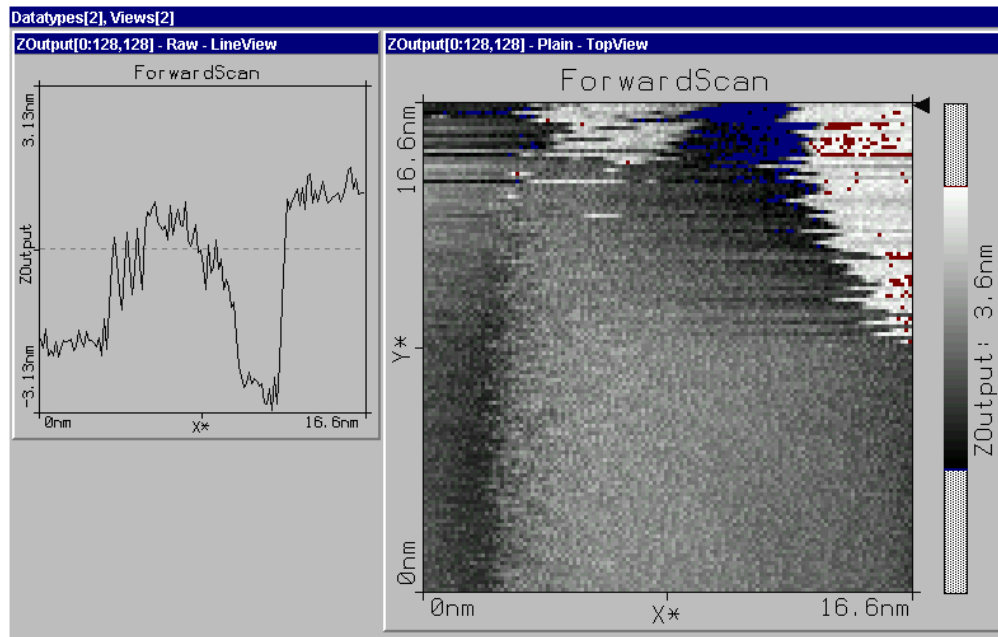 Datatypes[2], Views[2]
ZOutput[0:128,128] - Raw - LineView
ForwardScan
3.13nm
ZOutput
-3.13nm
0nm
X*
16.6nm
ZOutput[0:128,128] - Plain - TopView
ForwardScan
16.6nm
Y*
0nm
0nm
X*
16.6nm
ZOutput: 3.6nm